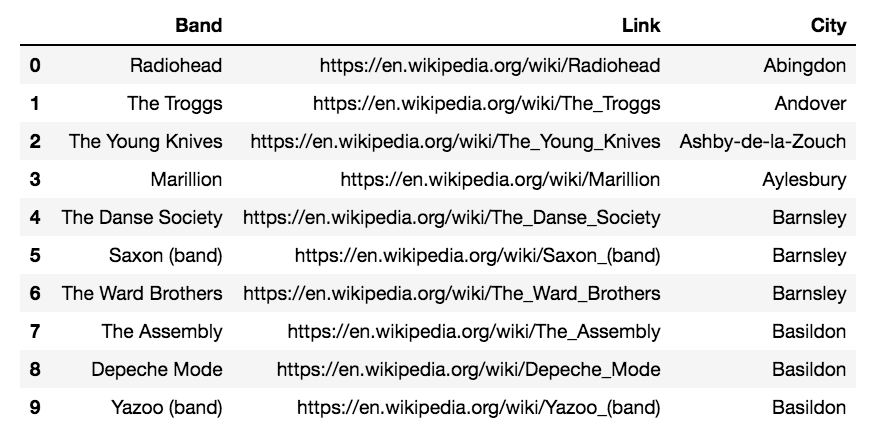 Band Link City
0 Radiohead https://en.wikipedia.org/wiki/Radiohead Abingdon
1 The Troggs https://en.wikipedia.org/wiki/The_Troggs Andover
2 The Young Knives https://en.wikipedia.org/wiki/The_Young_Knives Ashby-de-la-Zouch
3 Marillion https://en.wikipedia.org/wiki/Marillion Aylesbury
4 The Danse Society https://en.wikipedia.org/wiki/The_Danse_Society Barnsley
5 Saxon (band) https://en.wikipedia.org/wiki/Saxon_(band) Barnsley
6 The Ward Brothers https://en.wikipedia.org/wiki/The_Ward_Brothers Barnsley
7 The Assembly https://en.wikipedia.org/wiki/The_Assembly Basildon
8 Depeche Mode https://en.wikipedia.org/wiki/Depeche_Mode Basildon
9 Yazoo (band) https://en.wikipedia.org/wiki/Yazoo_(band) Basildon